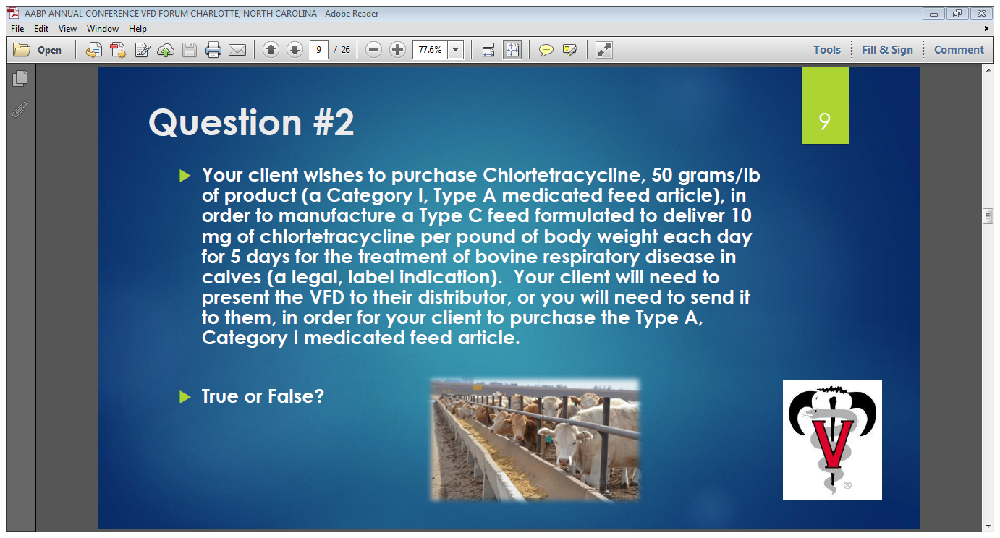 AABP ANNUAL CONFERENCE VFD FORUM CHARLOTTE, NORTH CAROLINA - Adobe Reader
File Edit View Window Help
Open 9 / 26 77.6% Tools Fill & Sign Comment
9
Question #2
Your client wishes to purchase Chlortetracycline, 50 grams/lb
of product (a Category I, Type A medicated feed article), in
order to manufacture a Type C feed formulated to deliver 10
mg of chlortetracycline per pound of body weight each day
for 5 days for the treatment of bovine respiratory disease in
calves (a legal, label indication).  Your client will need to
present the VFD to their distributor, or you will need to send it
to them, in order for your client to purchase the Type A,
Category I medicated feed article.
True or False?
V
®